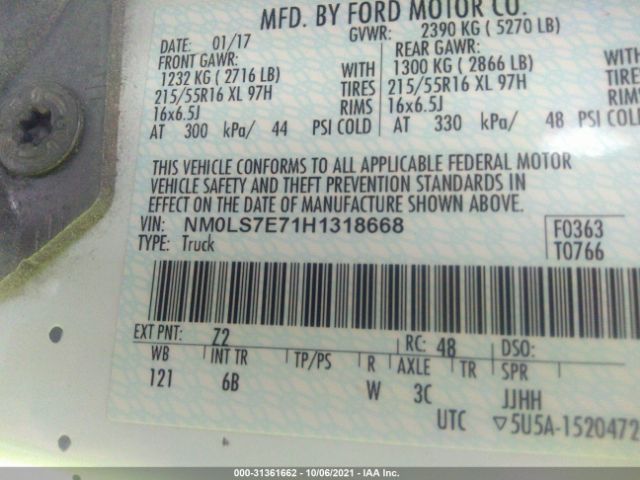 MFD. BY FORD MOTOR CO.
DATE: 01/17 GVWR: 2390 KG ( 5270 LB)
FRONT GAWR: REAR GAWR:
1232 KG ( 2716 LB) WITH 1300 KG ( 2866 LB) WITH
215/55R16 XL 97H TIRES 215/55R16 XL 97H TIRES
16x6.5J RIMS 16x6.5J RIMS
AT 300 kPa/ 44 PSI COLD AT 330 kPa/ 48 PSI COLD
THIS VEHICLE CONFORMS TO ALL APPLICABLE FEDERAL MOTOR
VEHICLE SAFETY AND THEFT PREVENTION STANDARDS IN
EFFECT ON THE DATE OF MANUFACTURE SHOWN ABOVE.
VIN: NM0LS7E71H1318668 F0363
TYPE: Truck T0766
EXT PNT: Z2 RC: 48 DSO:
WB INT TR TP/PS R AXLE TR SPR
121 6B W 3C JJHH
UTC ▽5U5A-1520472
000-31361662 - 10/06/2021 - IAA Inc.